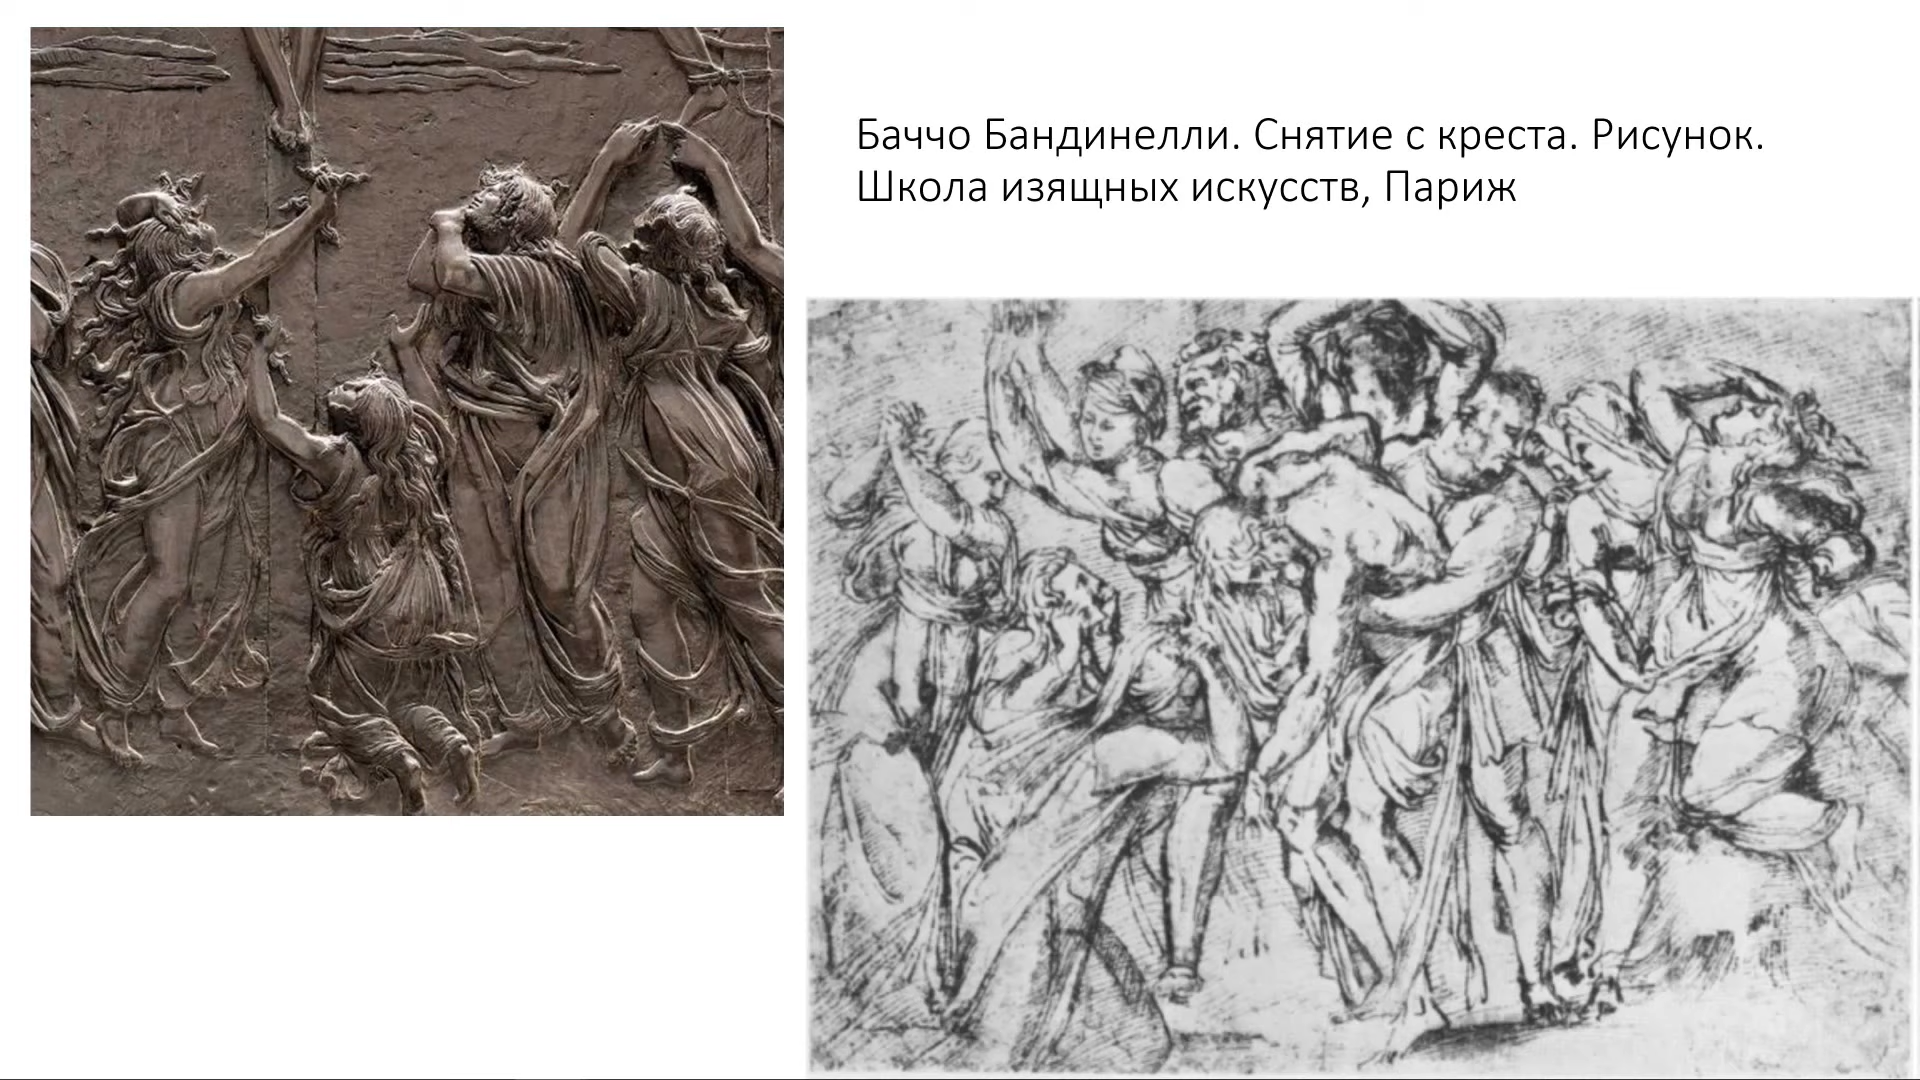 Баччо Бандинелли. Снятие с креста. Рисунок.
Школа изящных искусств, Париж